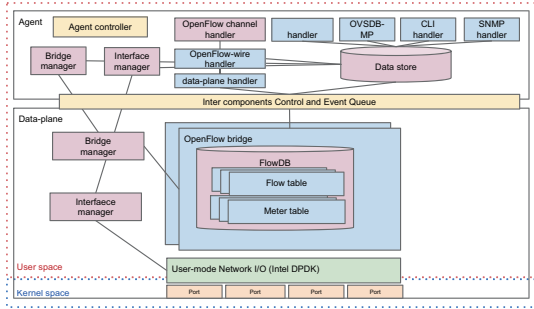 Agent
Agent controller
OpenFlow channel
handler
handler
OVSDB-
MP
CLI
handler
SNMP
handler
Bridge
manager
Interface
manager
OpenFlow-wire
handler
data-plane handler
Data store
Inter components Control and Event Queue
Data-plane
Bridge
manager
OpenFlow bridge
FlowDB
Flow table
Meter table
Interfaece
manager
User space
User-mode Network I/O (Intel DPDK)
Kernel space
Port
Port
Port
Port